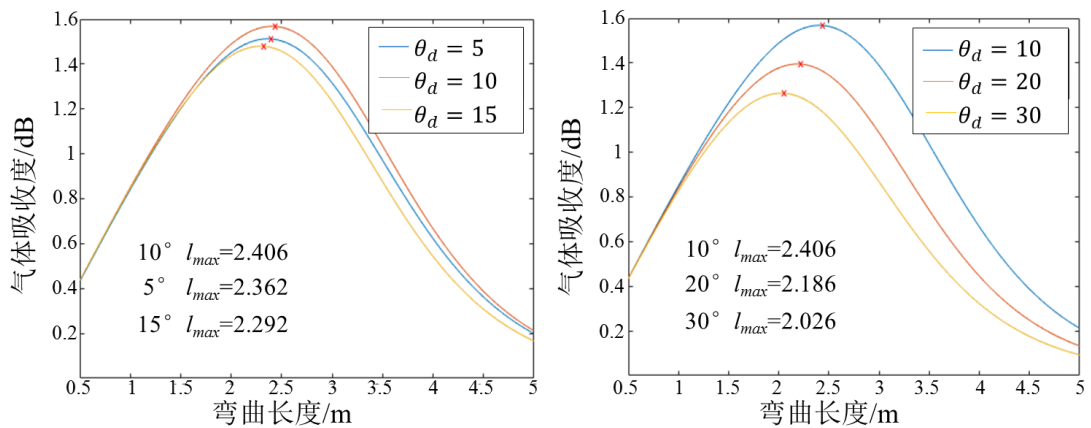 1.6
1.4
1.2
1
0.8
0.6
0.4
0.2
气体吸收度/dB
θd = 5
θd = 10
θd = 15
10° lmax=2.406
5° lmax=2.362
15° lmax=2.292
0.5 1 1.5 2 2.5 3 3.5 4 4.5 5
弯曲长度/m
1.6
1.4
1.2
1
0.8
0.6
0.4
0.2
气体吸收度/dB
θd = 10
θd = 20
θd = 30
10° lmax=2.406
20° lmax=2.186
30° lmax=2.026
0.5 1 1.5 2 2.5 3 3.5 4 4.5 5
弯曲长度/m